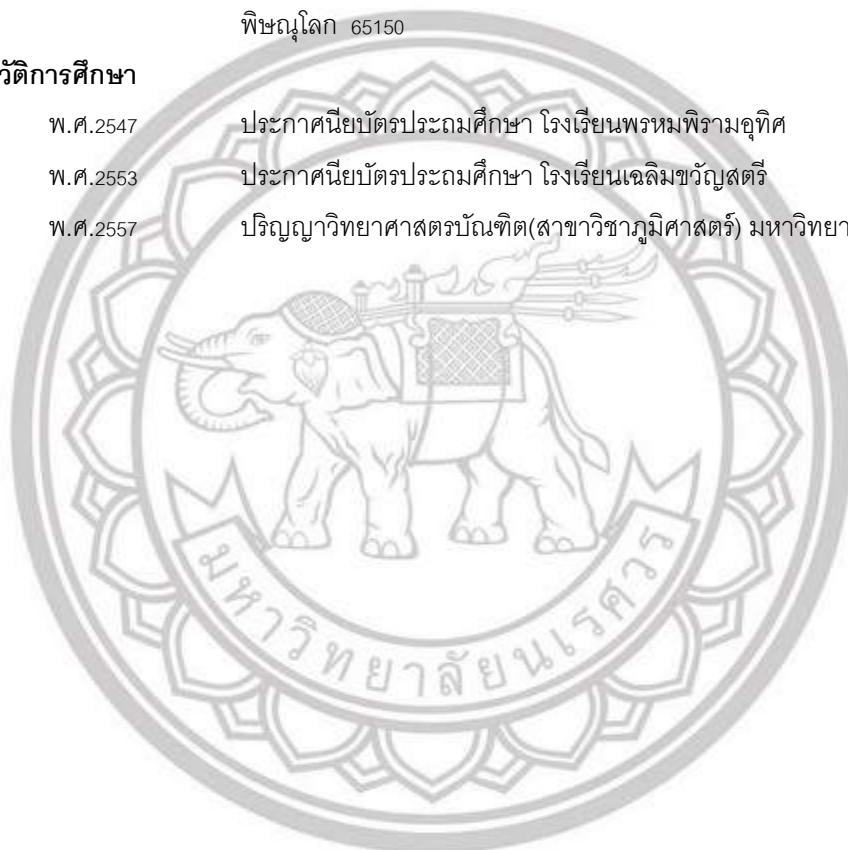 พิษณุโลก 65150
วัติการศึกษา
พ.ศ.2547 ประกาศนียบัตรประถมศึกษา โรงเรียนพรหมพิรามอุทิศ
พ.ศ.2553 ประกาศนียบัตรประถมศึกษา โรงเรียนเฉลิมขวัญสตรี
พ.ศ.2557 ปริญญาวิทยาศาสตรบัณฑิต(สาขาวิชาภูมิศาสตร์) มหาวิทยา
มหาวิทยาลัยนเรศวร